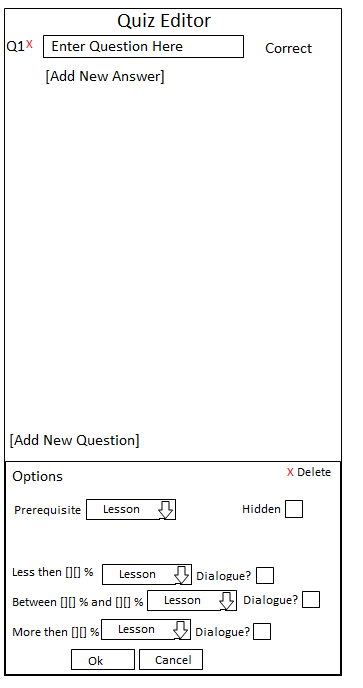 Quiz Editor
Q1 X Enter Question Here Correct
[Add New Answer]
[Add New Question]
Options X Delete
Prerequisite Lesson Hidden
Less then [][] % Lesson Dialogue?
Between [][] % and [][] % Lesson Dialogue?
More then [][] % Lesson Dialogue?
Ok Cancel